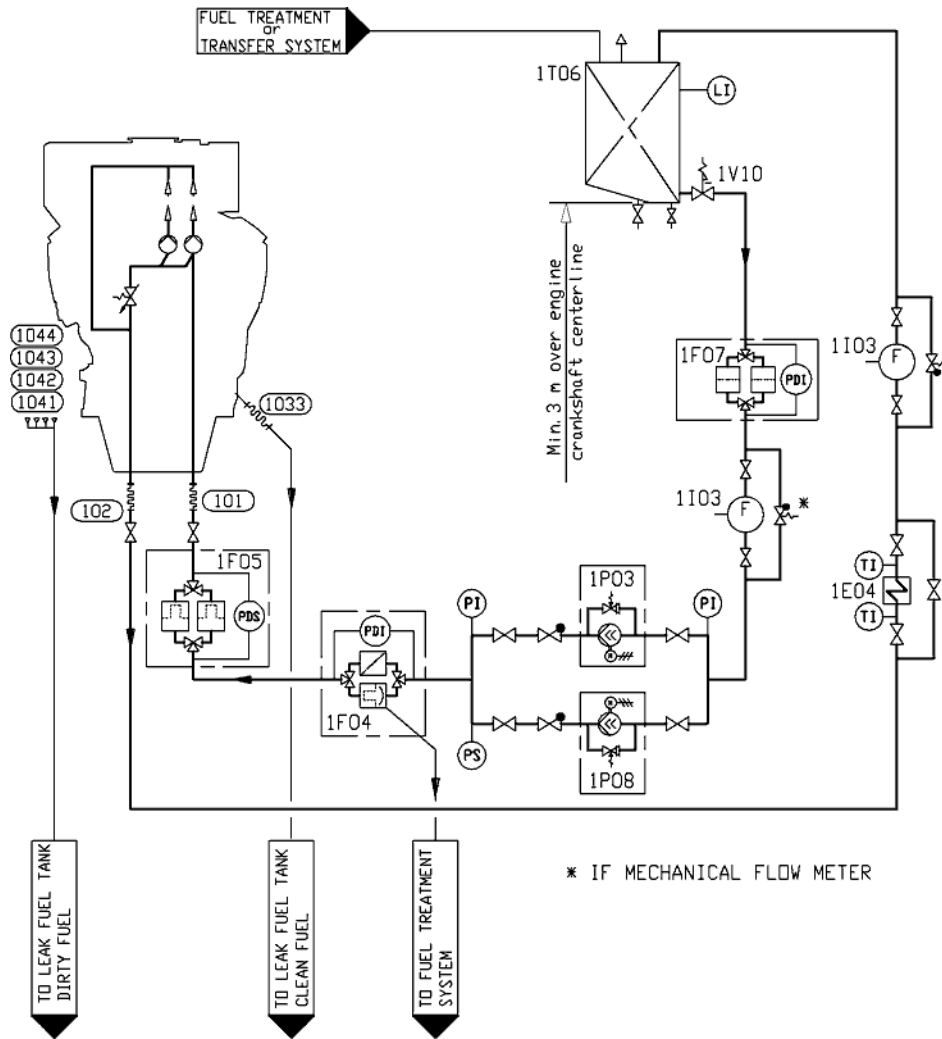 FUEL TREATMENT
or
TRANSFER SYSTEM
1T06
LI
1V10
Min. 3 m over engine
crankshaft centerline
1F07
PDI
1I03
F
1I03
F
*
1044
1043
1042
1041
1033
102
101
1F05
PDS
TI
1E04
TI
PI
1P03
PI
PDI
1F04
PS
1P08
TO LEAK FUEL TANK
DIRTY FUEL
TO LEAK FUEL TANK
CLEAN FUEL
TO FUEL TREATMENT
SYSTEM
* IF MECHANICAL FLOW METER